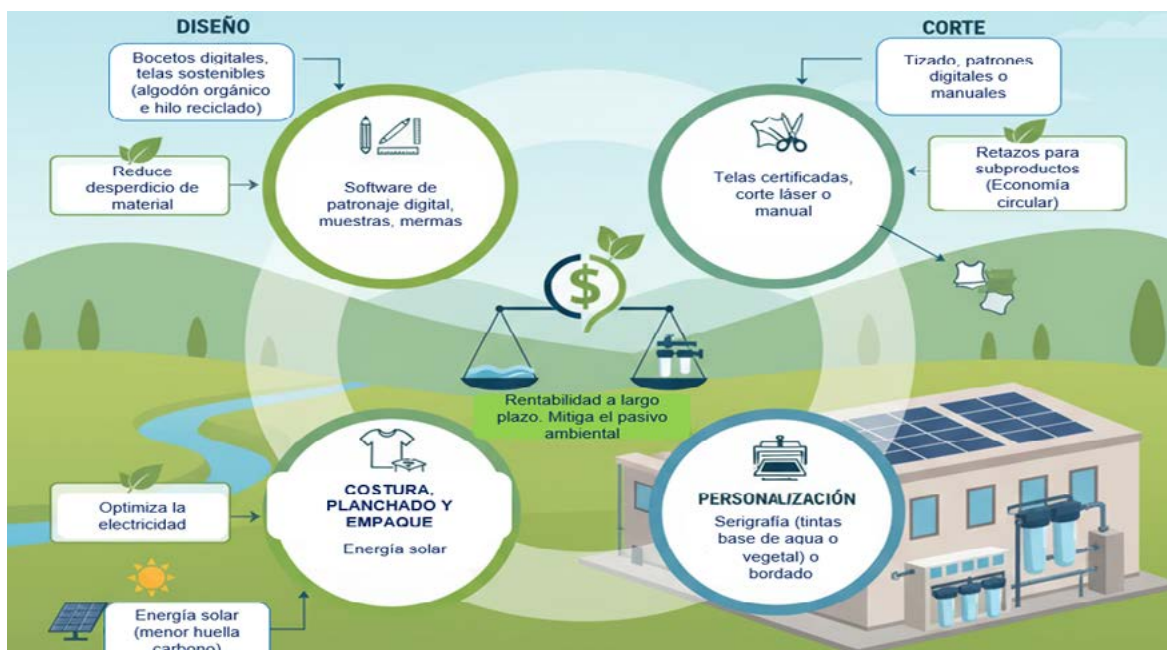 DISEÑO
Bocetos digitales,
telas sostenibles
(algodón orgánico
e hilo reciclado)
Reduce
desperdicio de
material
Software de
patronaje digital,
muestras, mermas
CORTE
Tizado, patrones
digitales o
manuales
Telas certificadas,
corte láser o
manual
Retazos para
subproductos
(Economía
circular)
$
Rentabilidad a largo
plazo. Mitiga el pasivo
ambiental
COSTURA,
PLANCHADO Y
EMPAQUE
Energía solar
Optimiza la
electricidad
Energía solar
(menor huella
carbono)
PERSONALIZACIÓN
Serigrafía (tintas
base de agua o
vegetal) o
bordado